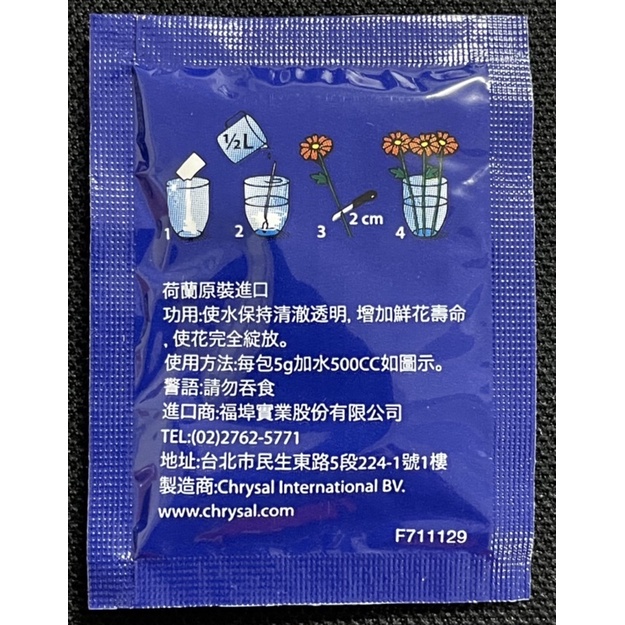 ½L
2 cm
1
2
3
4
荷蘭原裝進口
功用:使水保持清澈透明, 增加鮮花壽命
, 使花完全綻放。
使用方法:每包5g加水500CC如圖示。
警語:請勿吞食
進口商:福埠實業股份有限公司
TEL:(02)2762-5771
地址:台北市民生東路5段224-1號1樓
製造商:Chrysal International BV.
www.chrysal.com
F711129